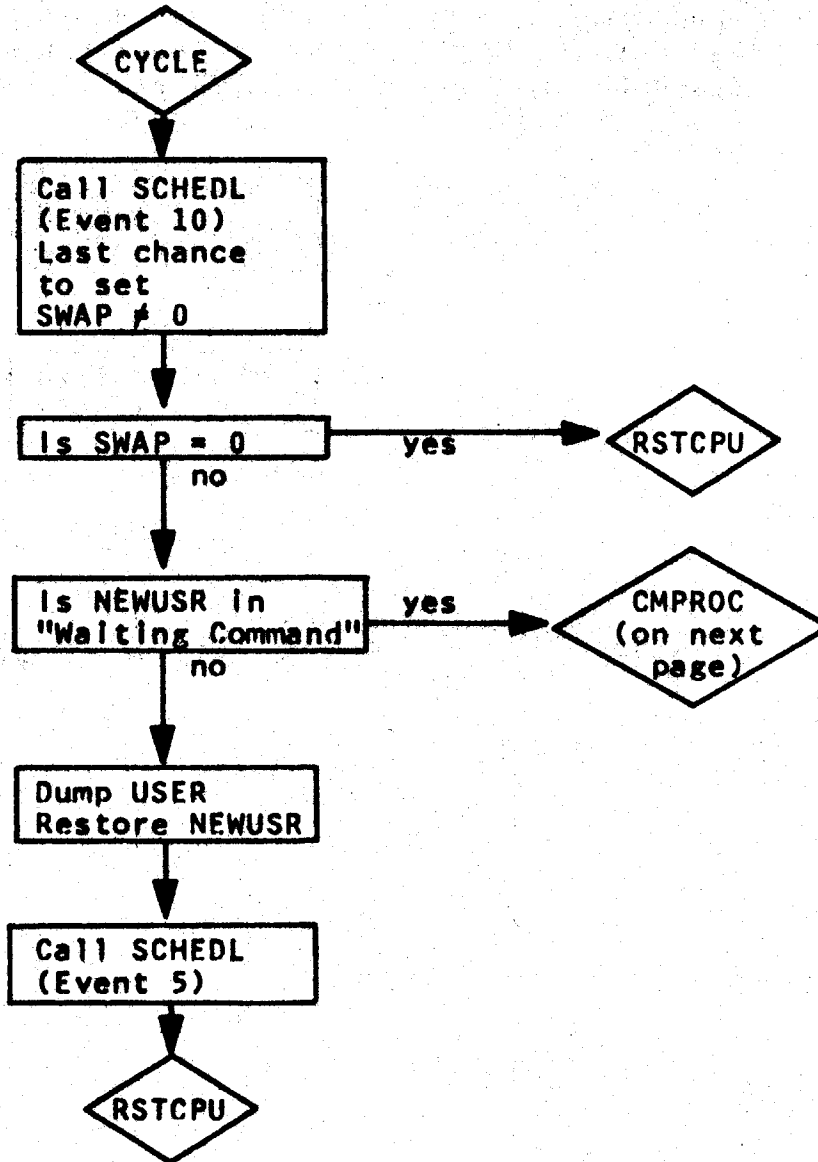 CYCLE
Call SCHEDL
(Event 10)
Last chance
to set
SWAP ≠ 0
Is SWAP = 0
yes
RSTCPU
no
Is NEWUSR in
"Waiting Command"
yes
CMPROC
(on next
page)
no
Dump USER
Restore NEWUSR
Call SCHEDL
(Event 5)
RSTCPU